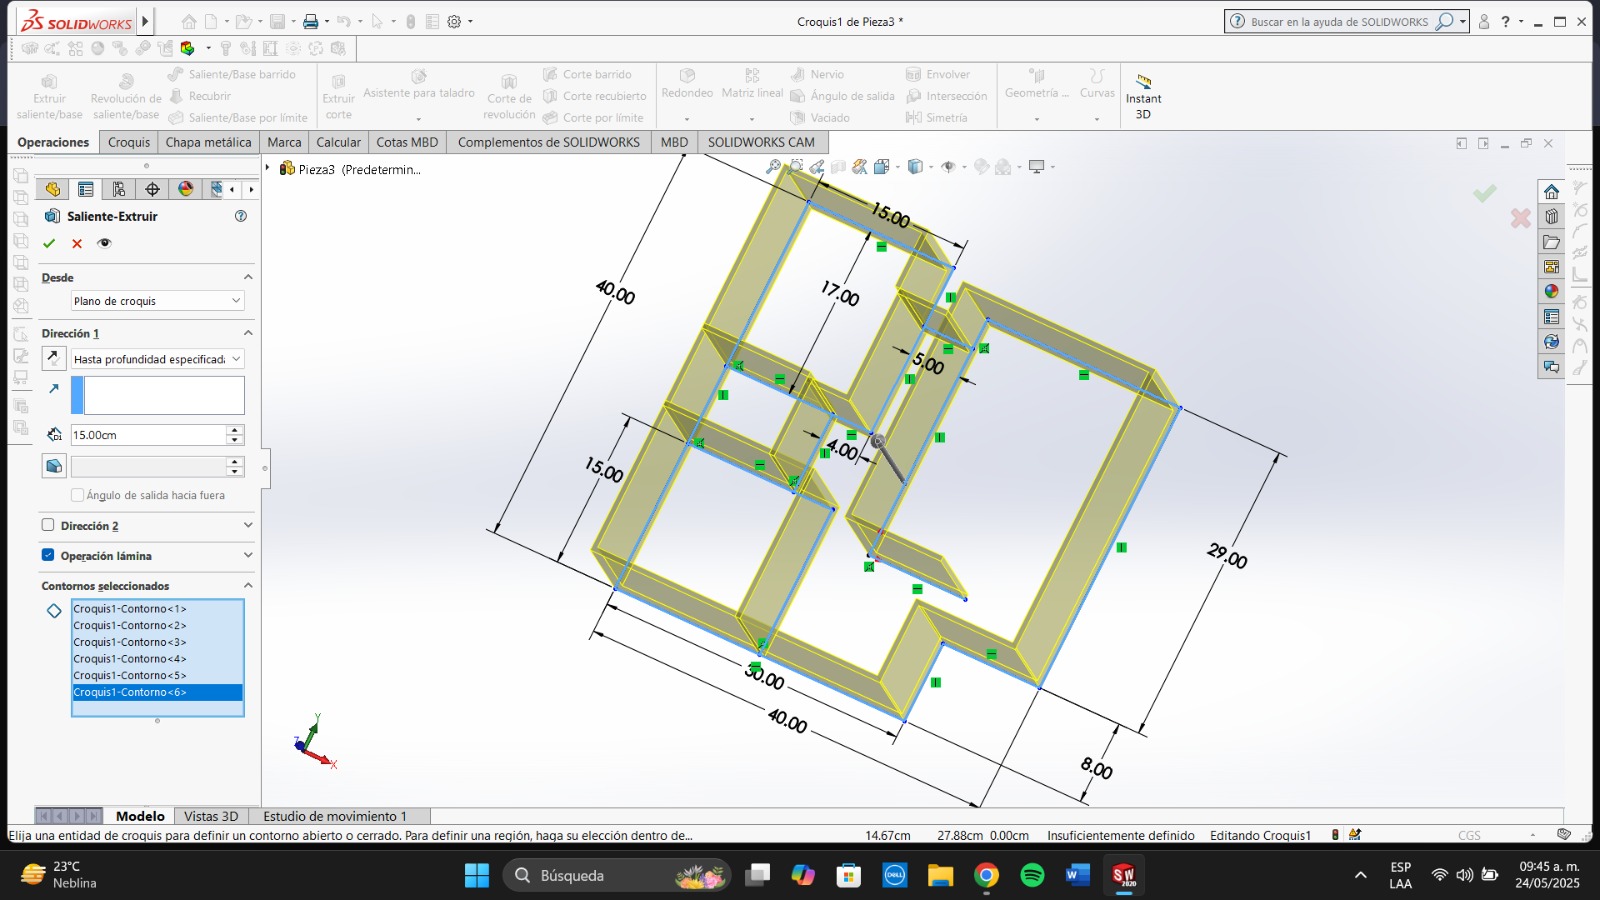 SOLIDWORKS
Croquis1 de Pieza3 *
Buscar en la ayuda de SOLIDWORKS
Extruir saliente/base
Revolución de saliente/base
Saliente/Base barrido
Recubrir
Saliente/Base por límite
Extruir corte
Asistente para taladro
Corte de revolución
Corte barrido
Corte recubierto
Corte por límite
Redondeo
Matriz lineal
Nervio
Ángulo de salida
Vaciado
Envolver
Intersección
Simetría
Geometría ...
Curvas
Instant 3D
Operaciones
Croquis
Chapa metálica
Marca
Calcular
Cotas MBD
Complementos de SOLIDWORKS
MBD
SOLIDWORKS CAM
Pieza3 (Predetermin...
Saliente-Extruir
Desde
Plano de croquis
Dirección 1
Hasta profundidad especificada
15.00cm
Ángulo de salida hacia fuera
Dirección 2
Operación lámina
Contornos seleccionados
Croquis1-Contorno<1>
Croquis1-Contorno<2>
Croquis1-Contorno<3>
Croquis1-Contorno<4>
Croquis1-Contorno<5>
Croquis1-Contorno<6>
15.00
40.00
17.00
5.00
4.00
15.00
29.00
30.00
40.00
8.00
Y
Z
X
Modelo
Vistas 3D
Estudio de movimiento 1
Elija una entidad de croquis para definir un contorno abierto o cerrado. Para definir una región, haga su elección dentro de...
14.67cm
27.88cm
0.00cm
Insuficientemente definido
Editando Croquis1
CGS
23°C
Neblina
Búsqueda
DELL
W
SW
2020
ESP
LAA
09:45 a. m.
24/05/2025